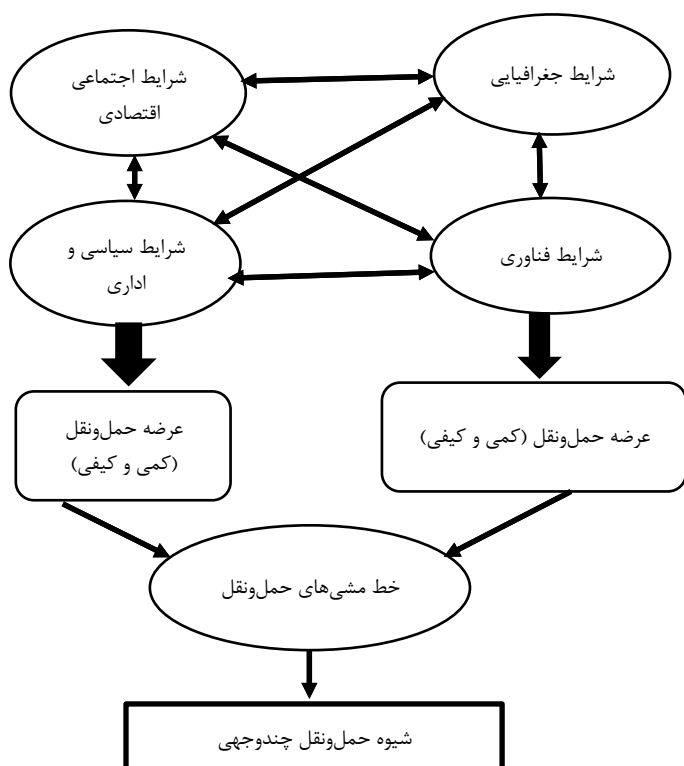 شرایط جغرافیایی
شرایط اجتماعی
اقتصادی
شرایط فناوری
شرایط سیاسی و
اداری
عرضه حمل‌ونقل (کمی و کیفی)
عرضه حمل‌ونقل
(کمی و کیفی)
خط مشی‌های حمل‌ونقل
شیوه حمل‌ونقل چندوجهی